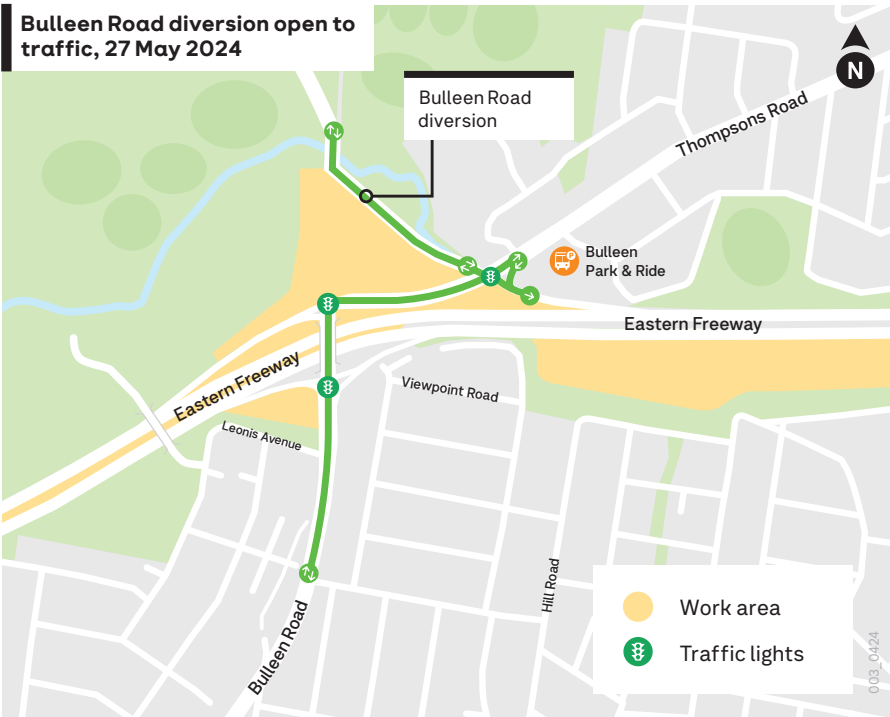 Bulleen Road diversion open to
traffic, 27 May 2024
N
Bulleen Road
diversion
Thompsons Road
P
Bulleen
Park & Ride
Eastern Freeway
Eastern Freeway
Viewpoint Road
Leonis Avenue
Hill Road
Bulleen Road
Work area
Traffic lights
003_0424